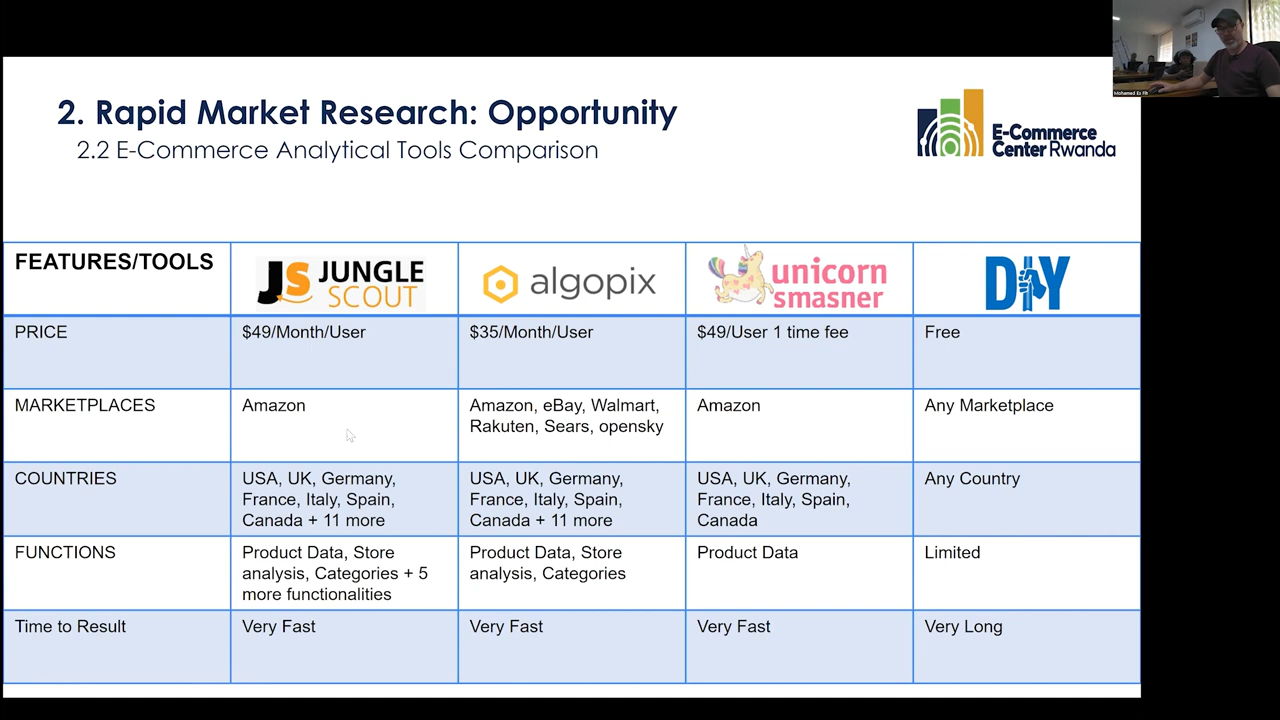 2. Rapid Market Research: Opportunity
2.2 E-Commerce Analytical Tools Comparison
E-Commerce
Center Rwanda
Mohamed Es Fih
FEATURES/TOOLS
JS JUNGLE
SCOUT
algopix
unicorn
smasner
DIY
PRICE
$49/Month/User
$35/Month/User
$49/User 1 time fee
Free
MARKETPLACES
Amazon
Amazon, eBay, Walmart,
Rakuten, Sears, opensky
Amazon
Any Marketplace
COUNTRIES
USA, UK, Germany,
France, Italy, Spain,
Canada + 11 more
USA, UK, Germany,
France, Italy, Spain,
Canada + 11 more
USA, UK, Germany,
France, Italy, Spain,
Canada
Any Country
FUNCTIONS
Product Data, Store
analysis, Categories + 5
more functionalities
Product Data, Store
analysis, Categories
Product Data
Limited
Time to Result
Very Fast
Very Fast
Very Fast
Very Long